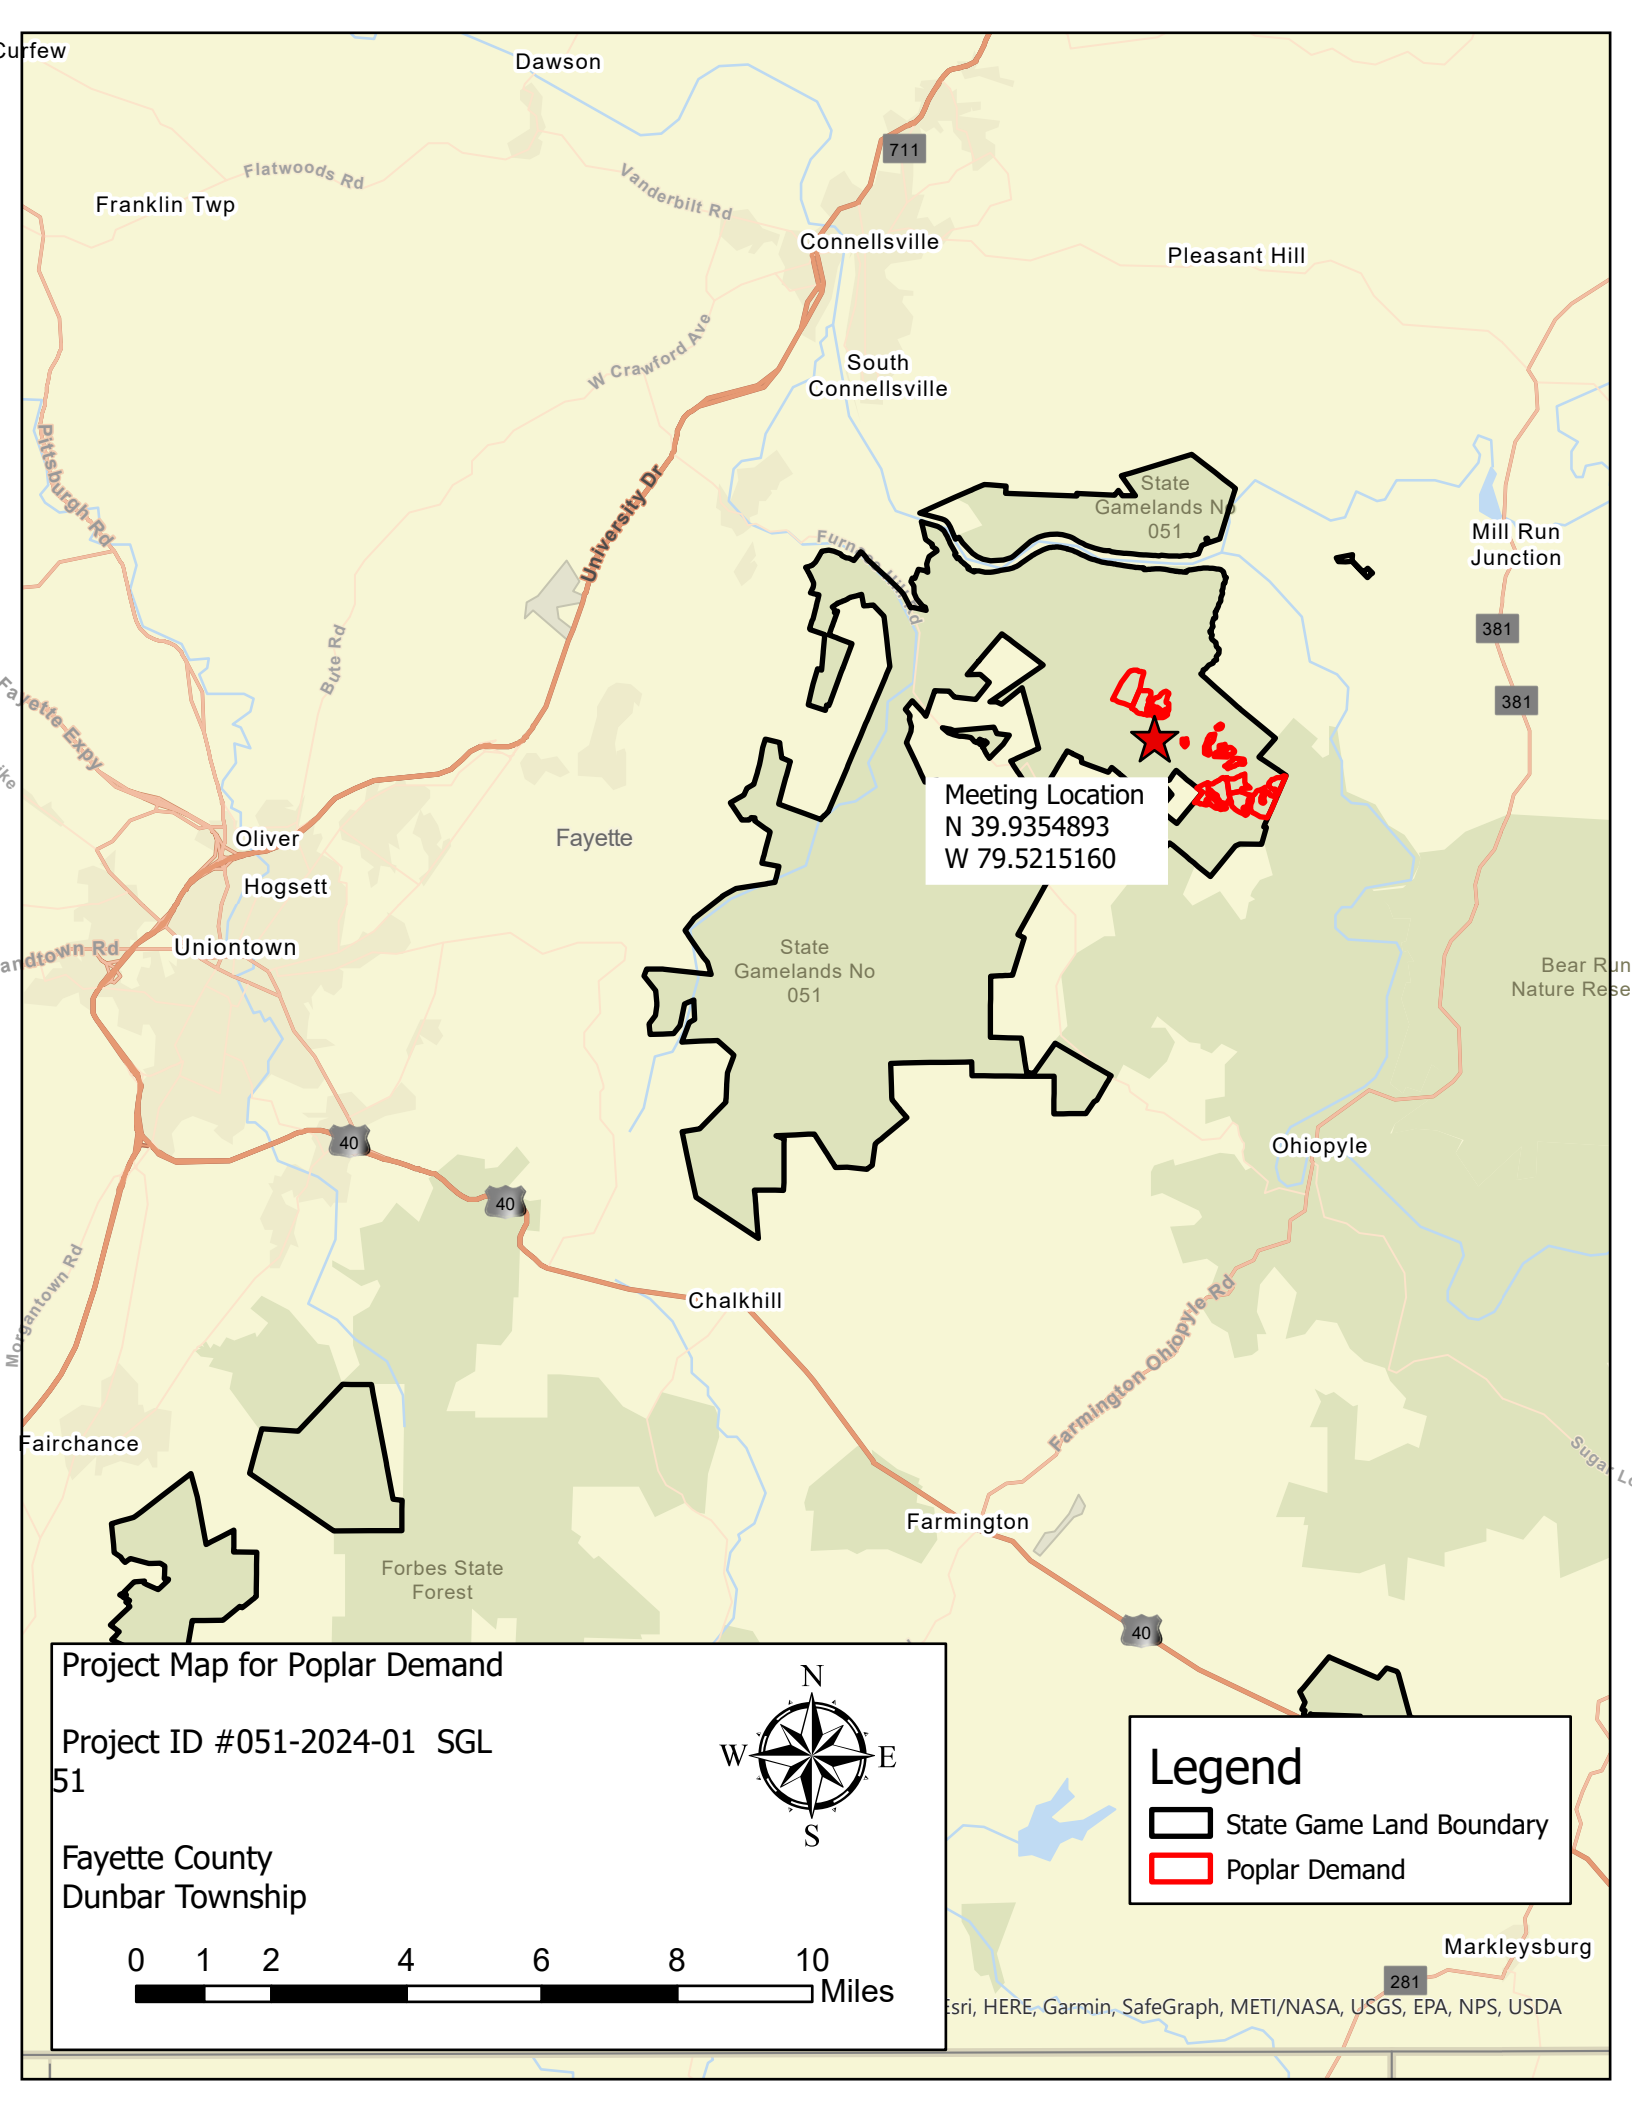 Curfew
Dawson
711
Flatwoods Rd
Vanderbilt Rd
Franklin Twp
Connellsville
Pleasant Hill
W Crawford Ave
South
Connellsville
Pittsburgh Rd
University Dr
State
Gamelands No
051
Mill Run
Junction
381
Bute Rd
Fayette Expy
381
Meeting Location
N 39.9354893
W 79.5215160
Oliver
Fayette
Hogsett
Uniontown
andtown Rd
State
Gamelands No
051
Bear Run
Nature Rese
40
Ohiopyle
40
Morgantown Rd
Chalkhill
Farmington Ohiopyle Rd
Fairchance
Farmington
Forbes State
Forest
40
Project Map for Poplar Demand
Project ID #051-2024-01 SGL
51
Fayette County
Dunbar Township
N
W E
S
0 1 2 4 6 8 10
Miles
Legend
State Game Land Boundary
Poplar Demand
Markleysburg
281
Esri, HERE, Garmin, SafeGraph, METI/NASA, USGS, EPA, NPS, USDA